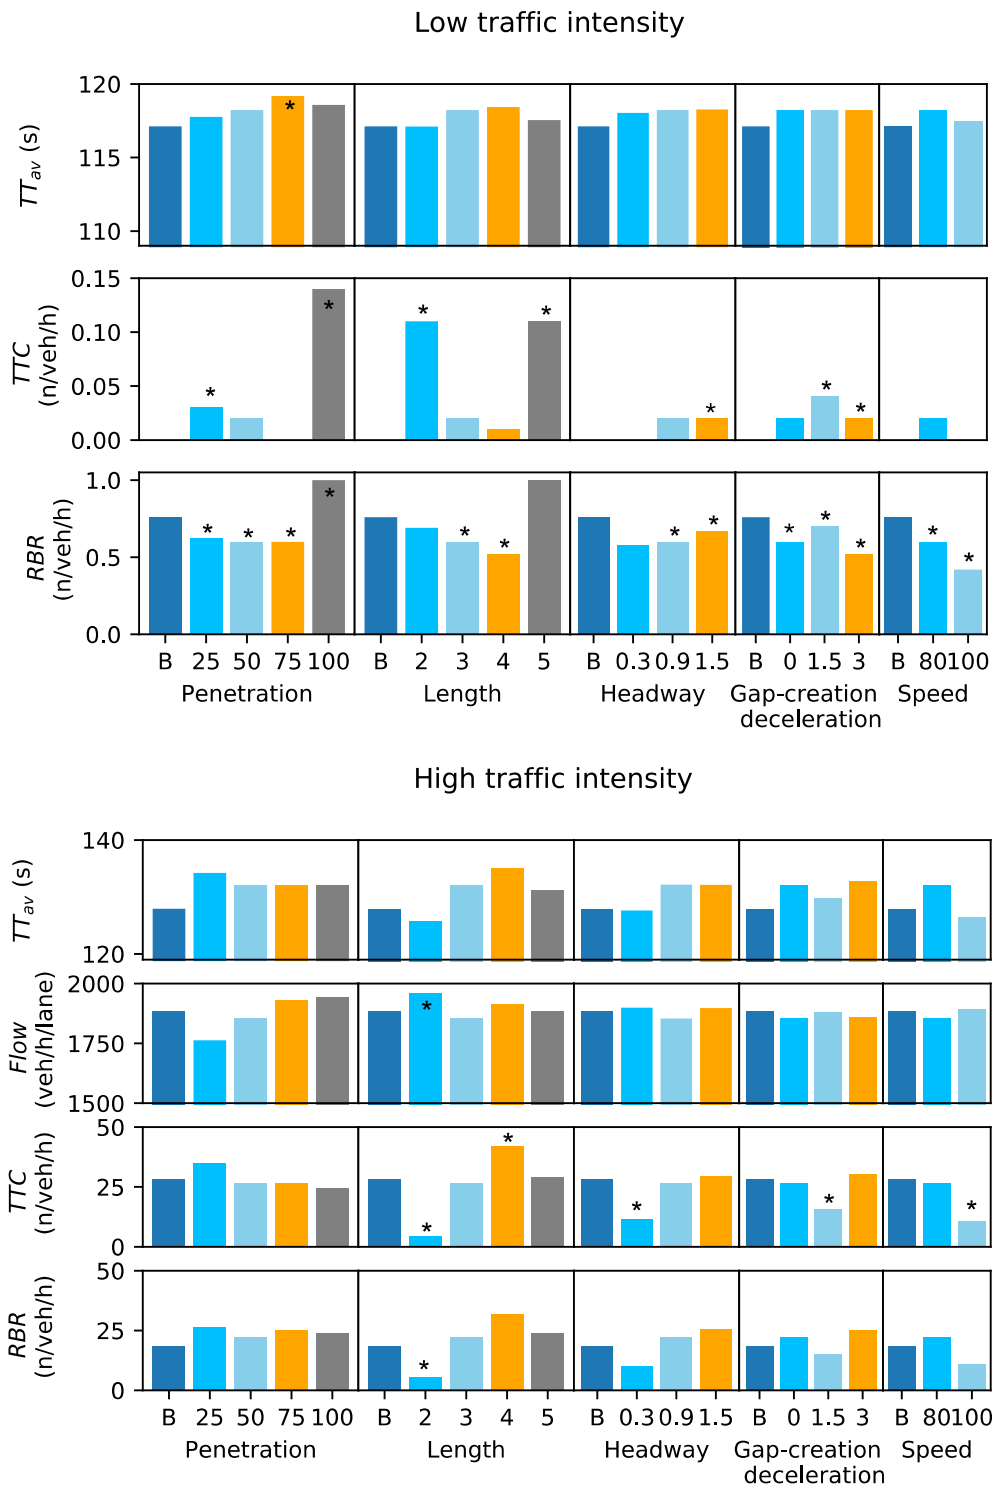 Low traffic intensity
120
115
110
TT_av (s)
*
0.15
0.10
0.05
0.00
TTC
(n/veh/h)
* * * * * * *
1.0
0.5
0.0
RBR
(n/veh/h)
* * * * * * * * * * * * *
B 25 50 75 100 B 2 3 4 5 B 0.3 0.9 1.5 B 0 1.5 3 B 80 100
Penetration Length Headway Gap-creation Speed
deceleration
High traffic intensity
140
120
TT_av (s)
2000
1750
1500
Flow
(veh/h/lane)
*
50
25
0
TTC
(n/veh/h)
* * * * *
50
25
0
RBR
(n/veh/h)
*
B 25 50 75 100 B 2 3 4 5 B 0.3 0.9 1.5 B 0 1.5 3 B 80 100
Penetration Length Headway Gap-creation Speed
deceleration